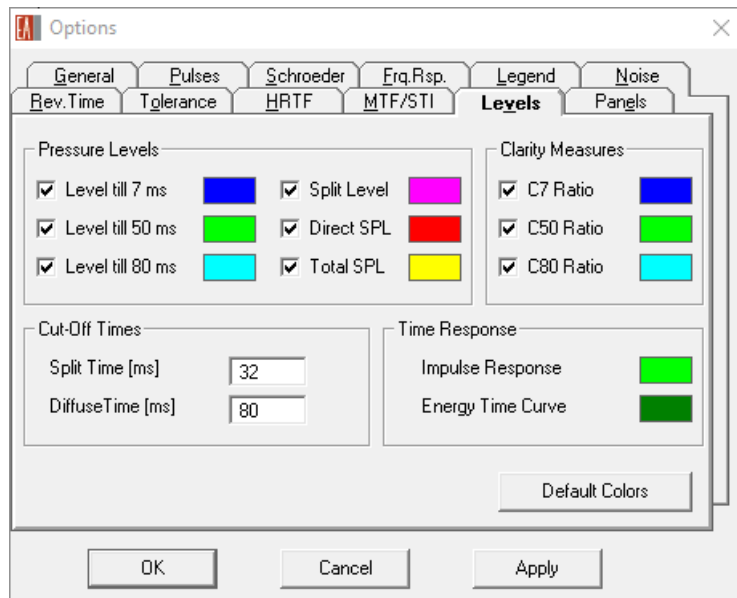 EA Options
General Pulses Schroeder Frq.Rsp. Legend Noise
Rev.Time Tolerance HRTF MTF/STI Levels Panels
Pressure Levels
Level till 7 ms Split Level
Level till 50 ms Direct SPL
Level till 80 ms Total SPL
Clarity Measures
C7 Ratio
C50 Ratio
C80 Ratio
Cut-Off Times
Split Time [ms] 32
DiffuseTime [ms] 80
Time Response
Impulse Response
Energy Time Curve
Default Colors
OK Cancel Apply